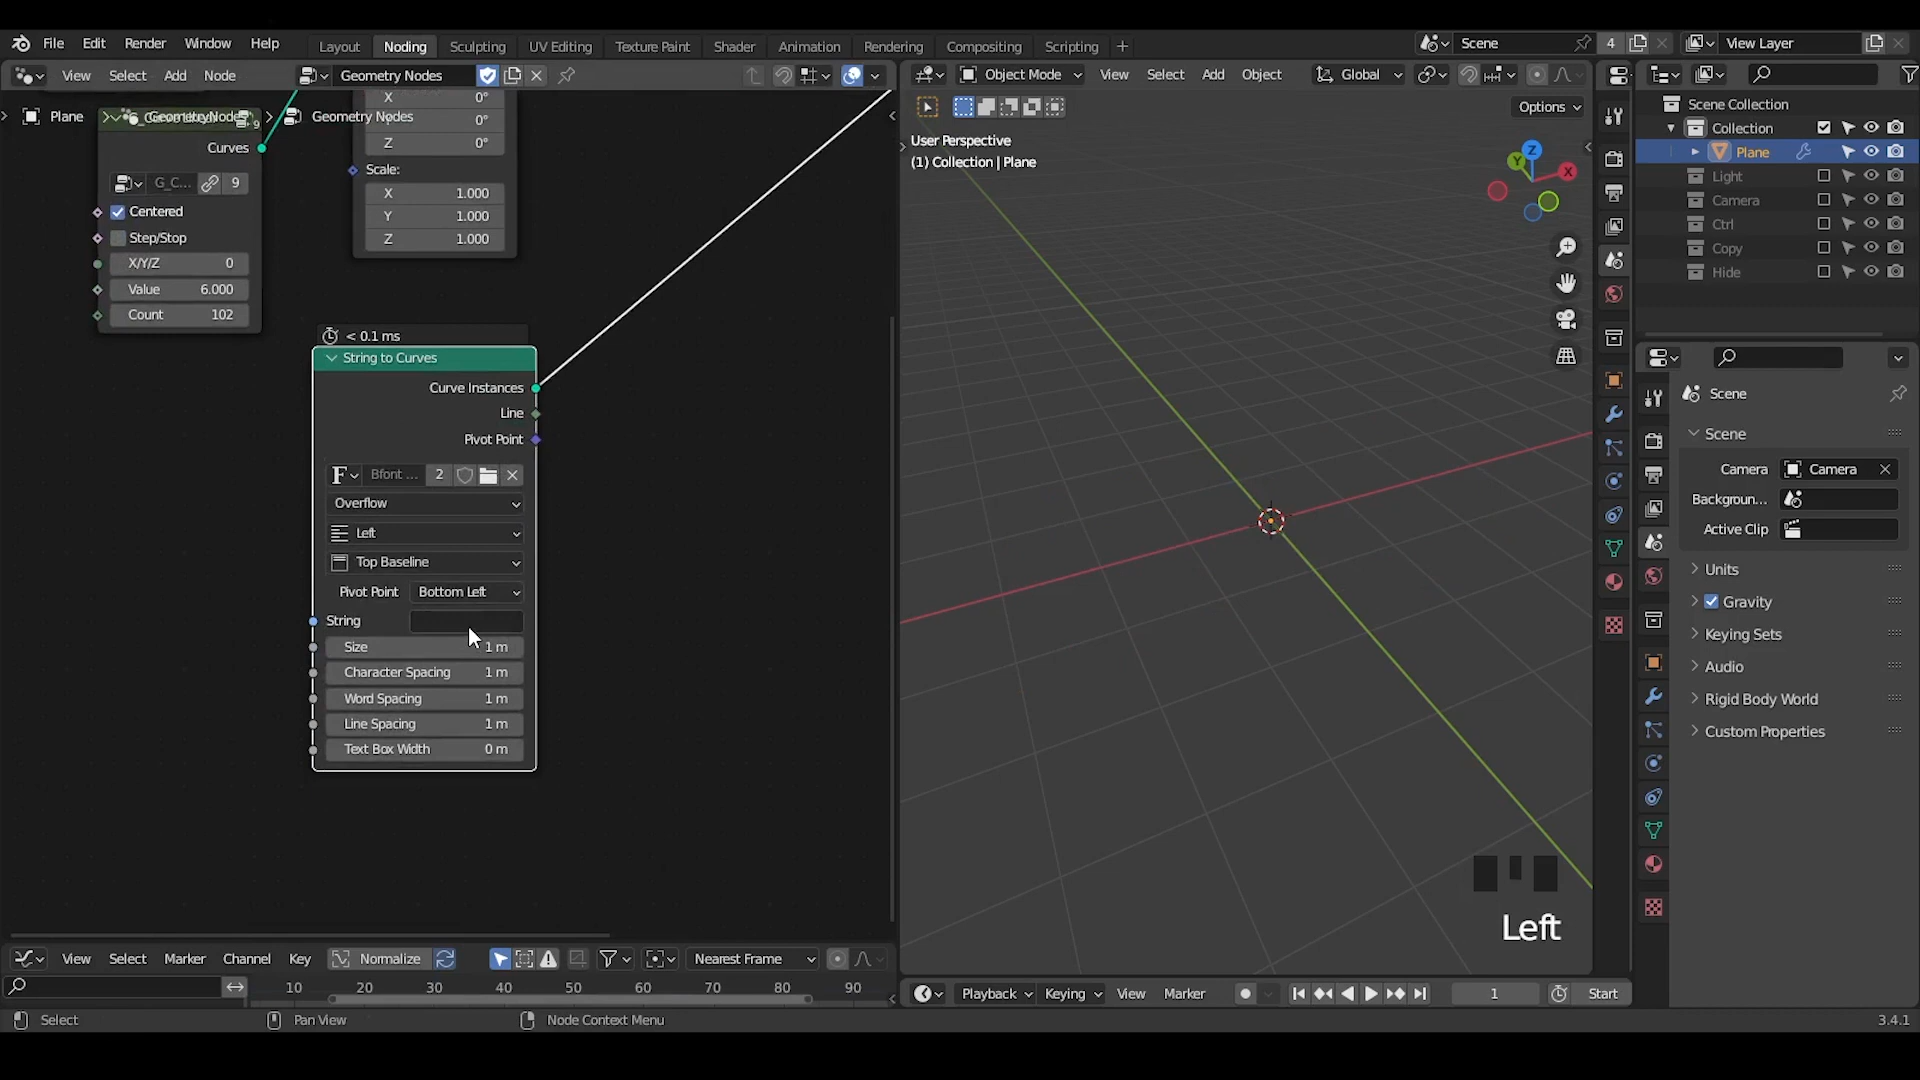 File Edit Render Window Help Layout Noding Sculpting UV Editing Texture Paint Shader Animation Rendering Compositing Scripting Scene 4 View Layer
View Select Add Node Geometry Nodes
Object Mode View Select Add Object Global
Options
Plane GeometryNodes Geometry Nodes
Curves
G_C... 9
Centered
Step/Stop
X/Y/Z 0
Value 6.000
Count 102
X 0°
Y 0°
Z 0°
Scale:
X 1.000
Y 1.000
Z 1.000
< 0.1 ms
String to Curves
Curve Instances
Line
Pivot Point
Bfont ... 2
Overflow
Left
Top Baseline
Pivot Point Bottom Left
String
Size 1 m
Character Spacing 1 m
Word Spacing 1 m
Line Spacing 1 m
Text Box Width 0 m
User Perspective
(1) Collection | Plane
Z
Y
X
Left
Scene Collection
Collection
Plane
Light
Camera
Ctrl
Copy
Hide
Scene
Scene
Camera Camera
Backgroun...
Active Clip
Units
Gravity
Keying Sets
Audio
Rigid Body World
Custom Properties
View Select Marker Channel Key Normalize Nearest Frame
10 20 30 40 50 60 70 80 90
Playback Keying View Marker 1 Start
Select Pan View Node Context Menu 3.4.1